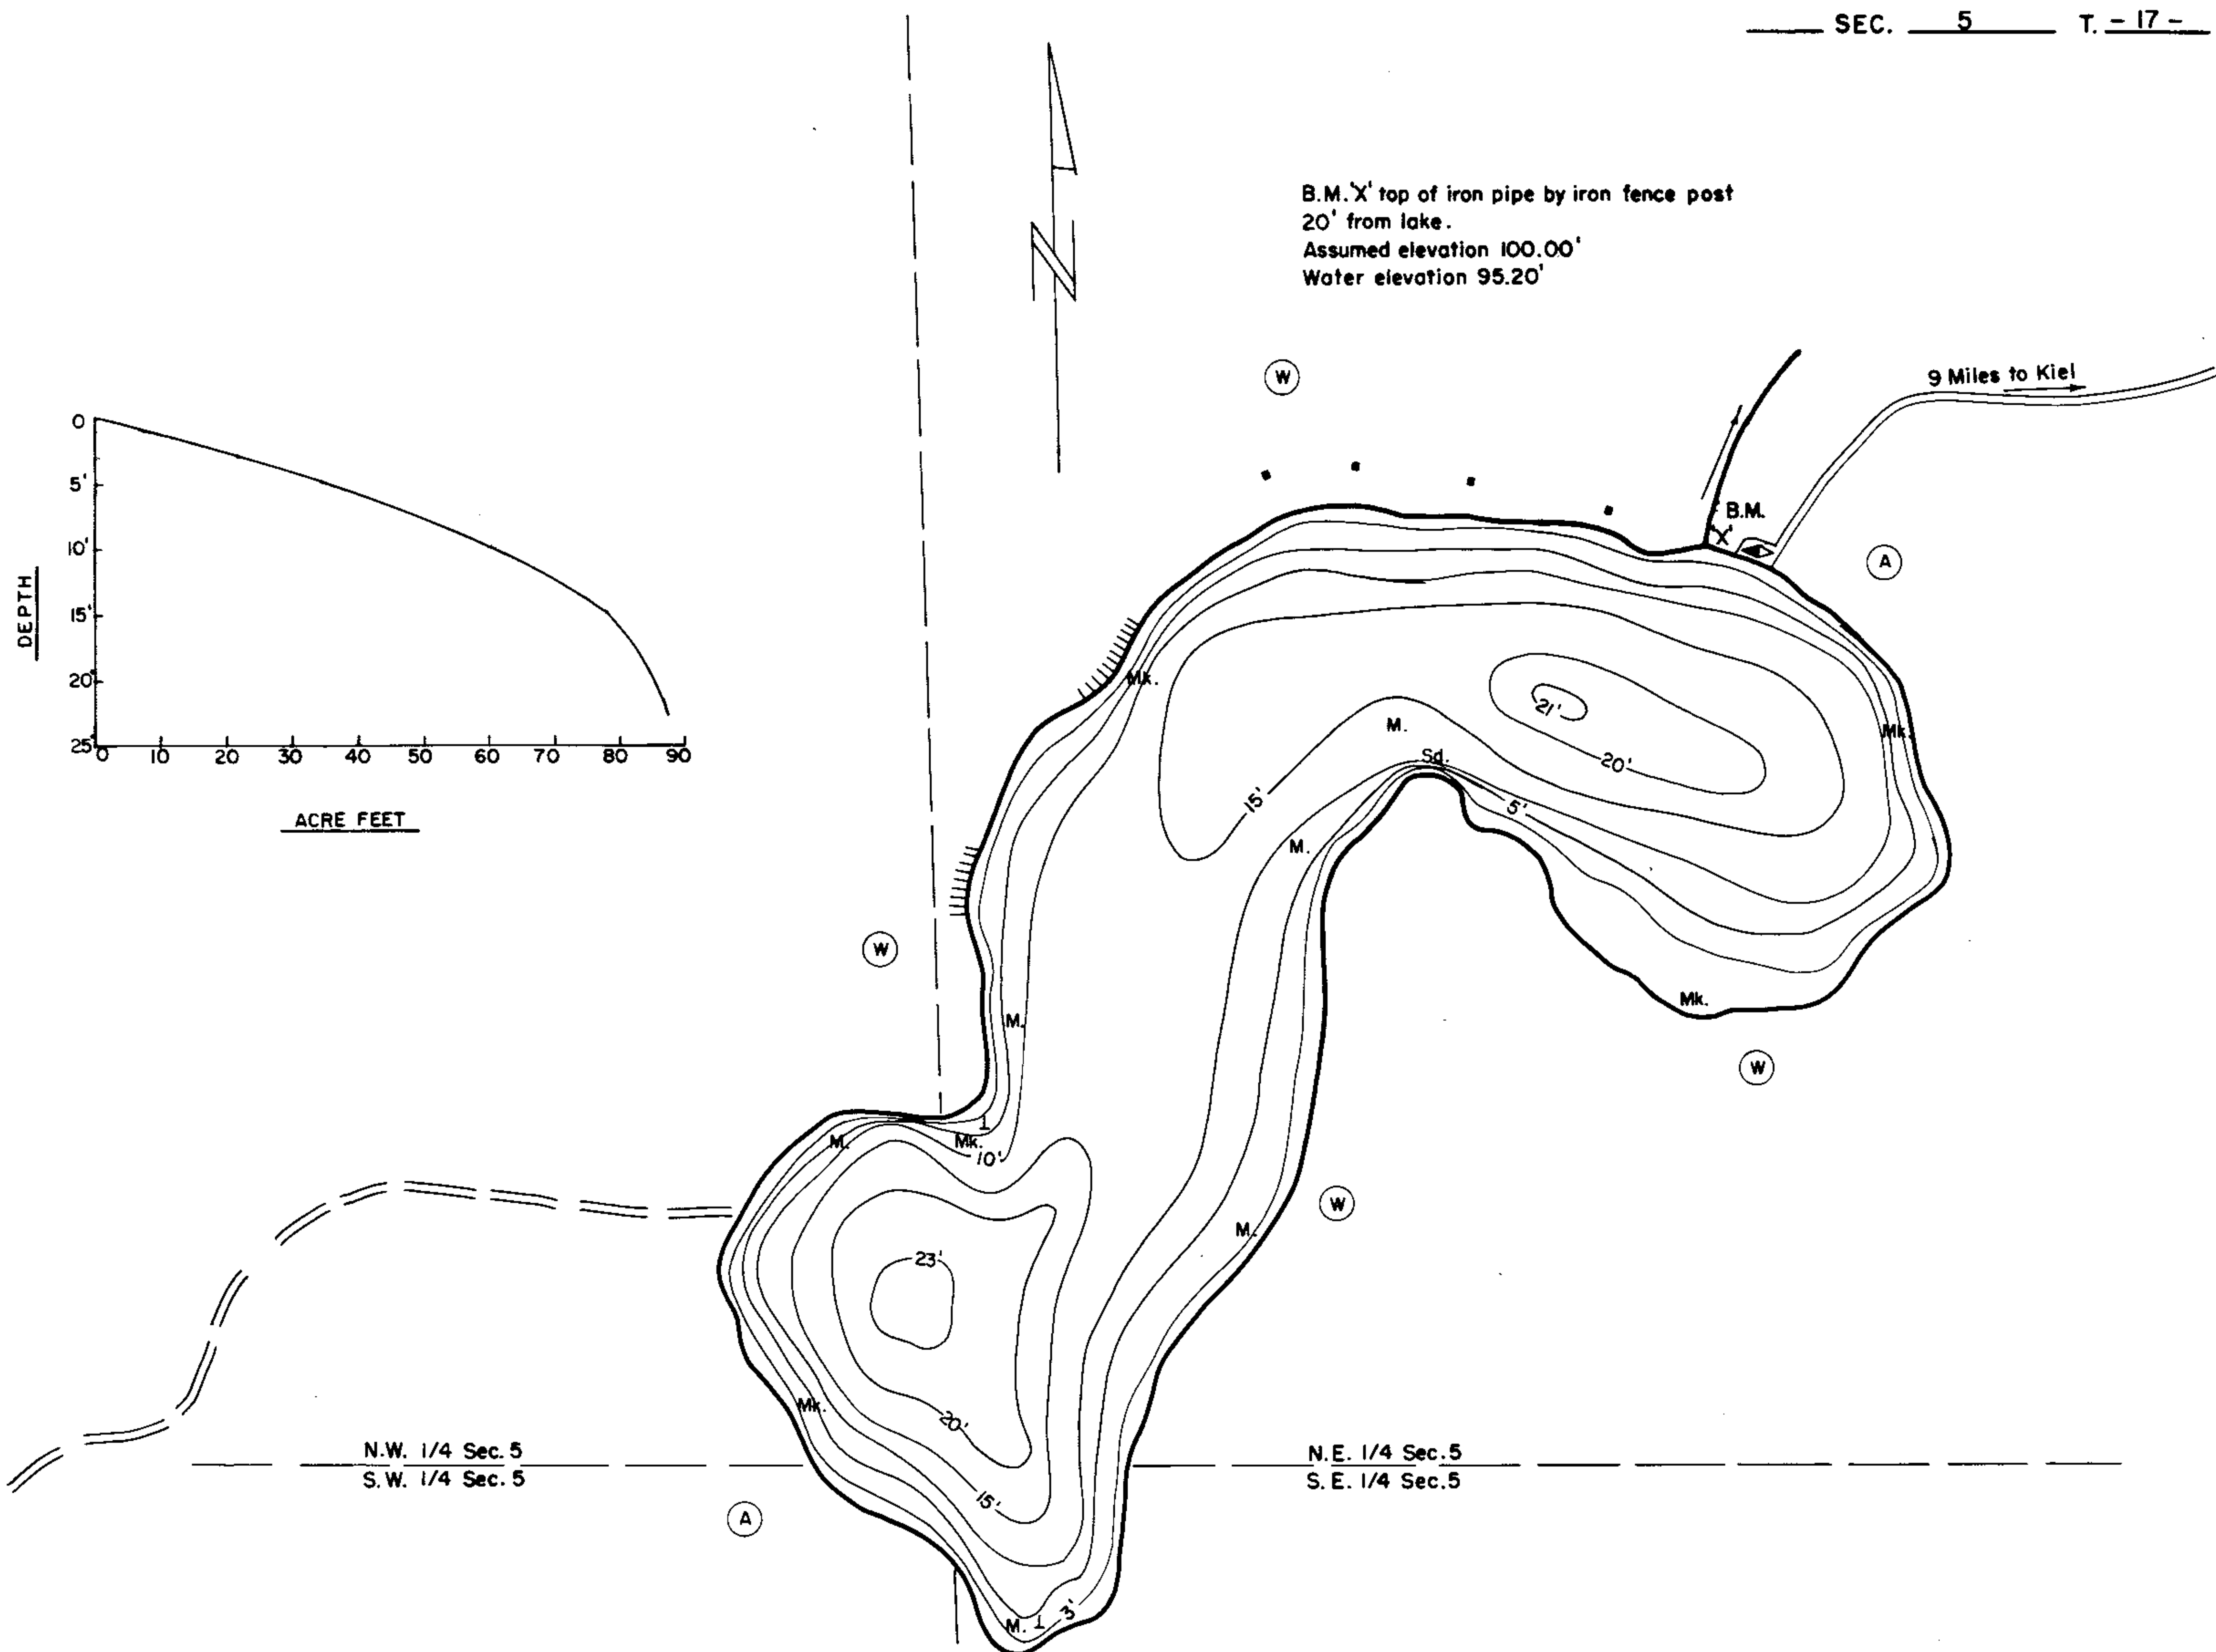 SEC. 5 T. - 17 -
N
B.M. 'X' top of iron pipe by iron fence post
20' from lake.
Assumed elevation 100.00'
Water elevation 95.20'
W
9 Miles to Kiel
B.M.
'X'
A
DEPTH
0
5'
10'
15'
20'
25'
0 10 20 30 40 50 60 70 80 90
ACRE FEET
Mk.
21'
M.
Mk.
Sd.
20'
15'
5'
M.
W
Mk.
M.
W
M.
Mk.
10'
W
M.
23'
Mk.
20'
N.W. 1/4 Sec. 5
S.W. 1/4 Sec. 5
N.E. 1/4 Sec. 5
S.E. 1/4 Sec. 5
15'
A
3'
M.